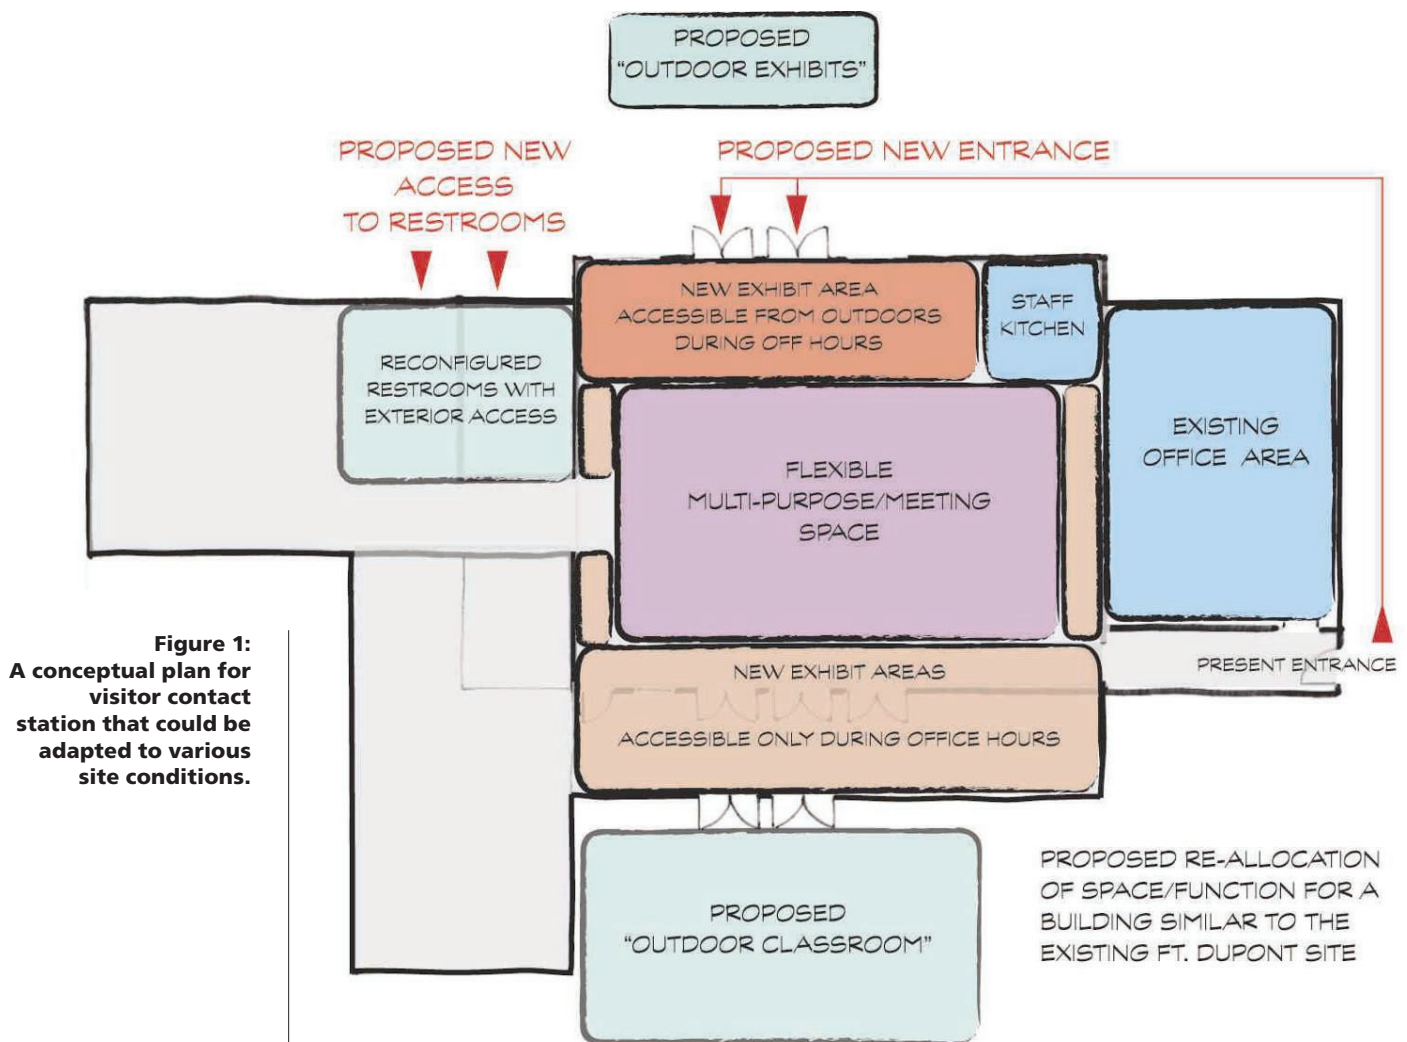 PROPOSED
“OUTDOOR EXHIBITS”
PROPOSED NEW
ACCESS
TO RESTROOMS
PROPOSED NEW ENTRANCE
NEW EXHIBIT AREA
ACCESSIBLE FROM OUTDOORS
DURING OFF HOURS
STAFF
KITCHEN
RECONFIGURED
RESTROOMS WITH
EXTERIOR ACCESS
FLEXIBLE
MULTI-PURPOSE/MEETING
SPACE
EXISTING
OFFICE AREA
PRESENT ENTRANCE
NEW EXHIBIT AREAS
ACCESSIBLE ONLY DURING OFFICE HOURS
Figure 1:
A conceptual plan for
visitor contact
station that could be
adapted to various
site conditions.
PROPOSED
“OUTDOOR CLASSROOM”
PROPOSED RE-ALLOCATION
OF SPACE/FUNCTION FOR A
BUILDING SIMILAR TO THE
EXISTING FT. DUPONT SITE